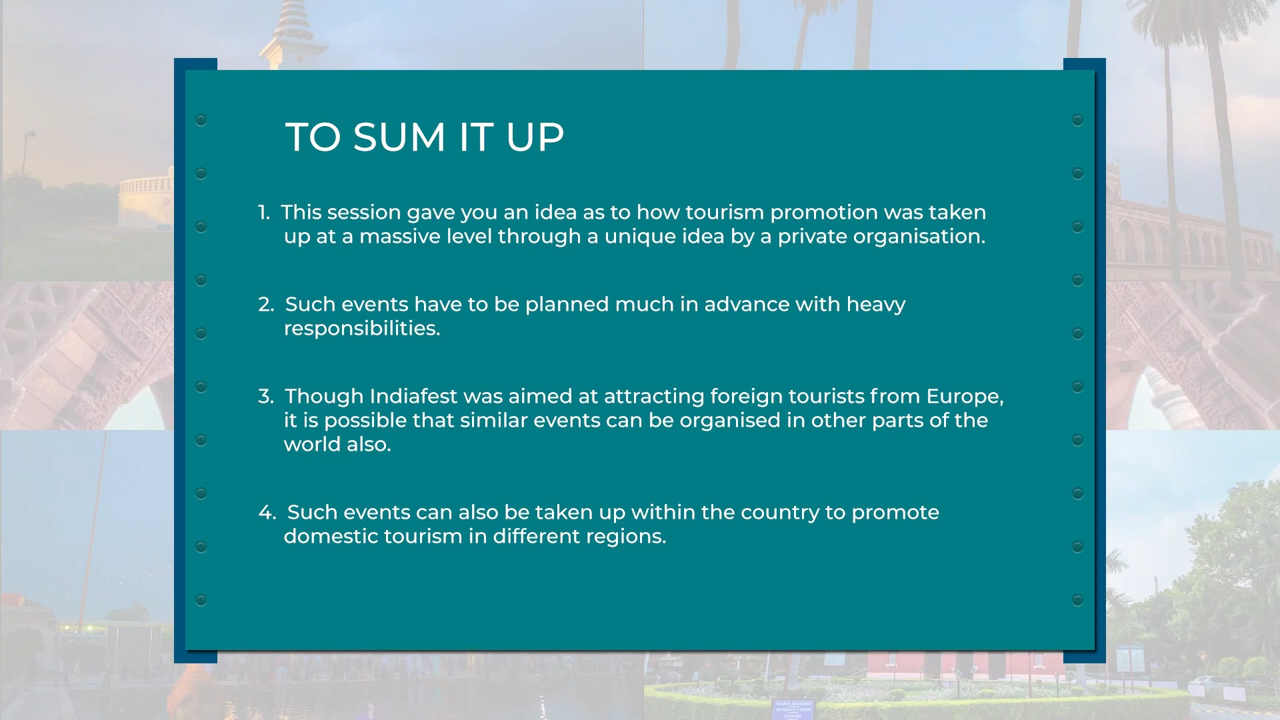 TO SUM IT UP
1. This session gave you an idea as to how tourism promotion was taken
up at a massive level through a unique idea by a private organisation.
2. Such events have to be planned much in advance with heavy
responsibilities.
3. Though Indiafest was aimed at attracting foreign tourists from Europe,
it is possible that similar events can be organised in other parts of the
world also.
4. Such events can also be taken up within the country to promote
domestic tourism in different regions.